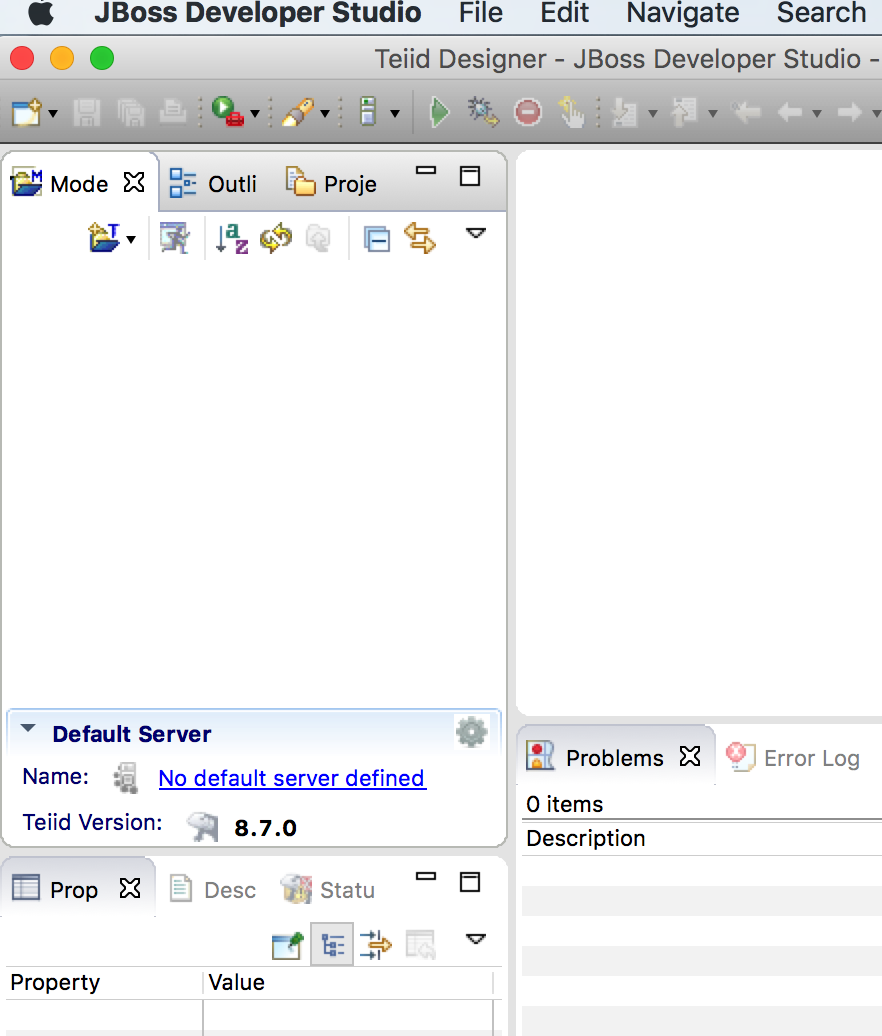 JBoss Developer Studio File Edit Navigate Search
Teiid Designer - JBoss Developer Studio -
Mode Outli Proje
Default Server
Name: No default server defined
Teiid Version: 8.7.0
Problems Error Log
0 items
Description
Prop Desc Statu
Property Value